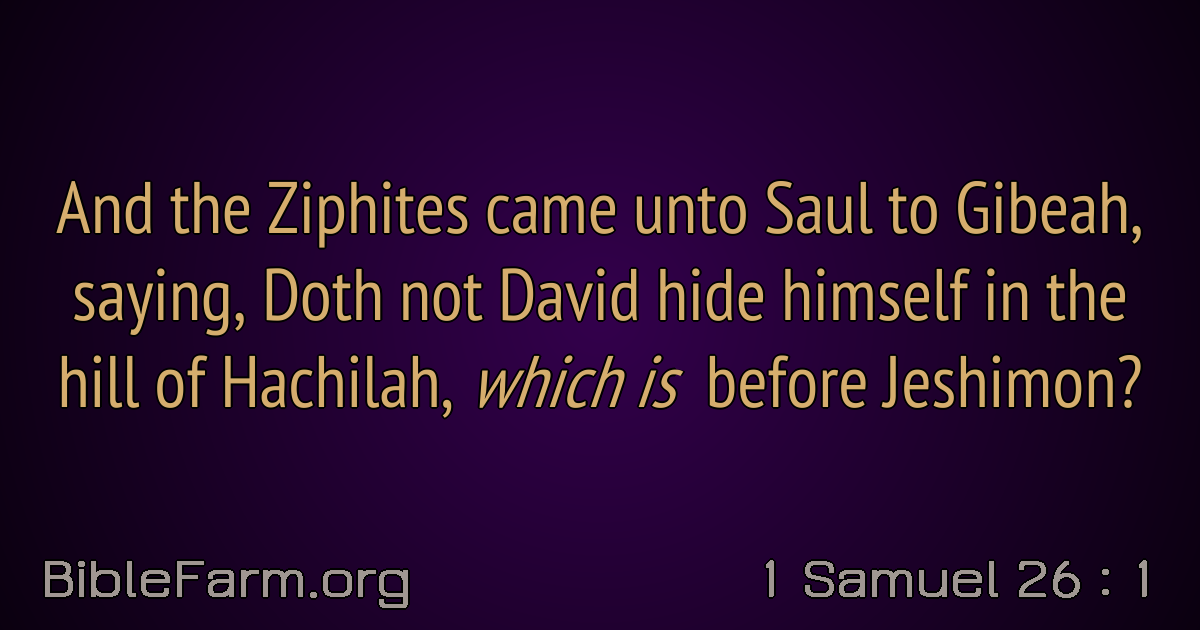 And the Ziphites came unto Saul to Gibeah,
saying, Doth not David hide himself in the
hill of Hachilah, which is before Jeshimon?
BibleFarm.org
1 Samuel 26 : 1